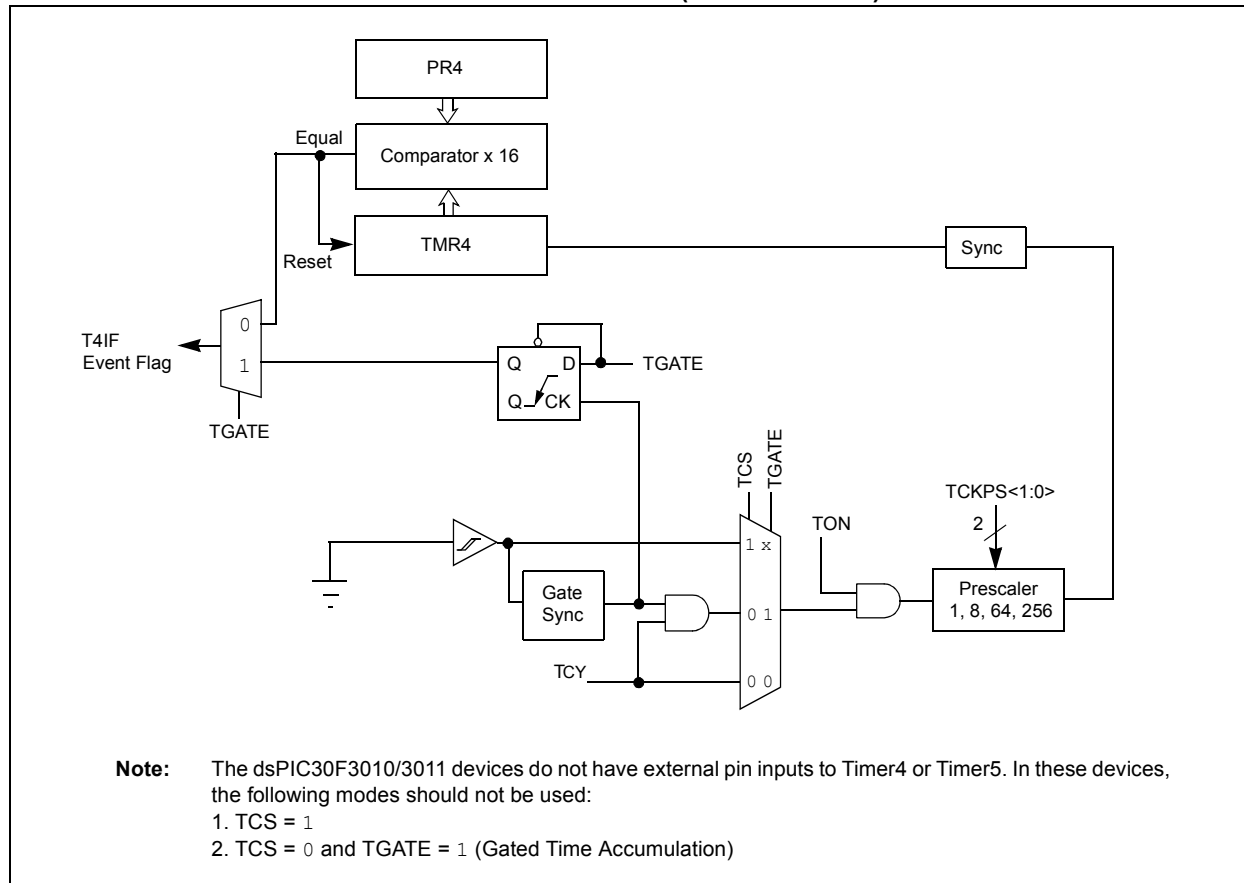 PR4
Equal
Comparator x 16
TMR4
Reset
Sync
0
T4IF
Event Flag
1
TGATE
Q D
TGATE
Q CK
TCS
TGATE
TCKPS<1:0>
2
TON
1 x
Prescaler
1, 8, 64, 256
Gate
Sync
0 1
TCY
0 0
Note: The dsPIC30F3010/3011 devices do not have external pin inputs to Timer4 or Timer5. In these devices,
the following modes should not be used:
1. TCS = 1
2. TCS = 0 and TGATE = 1 (Gated Time Accumulation)